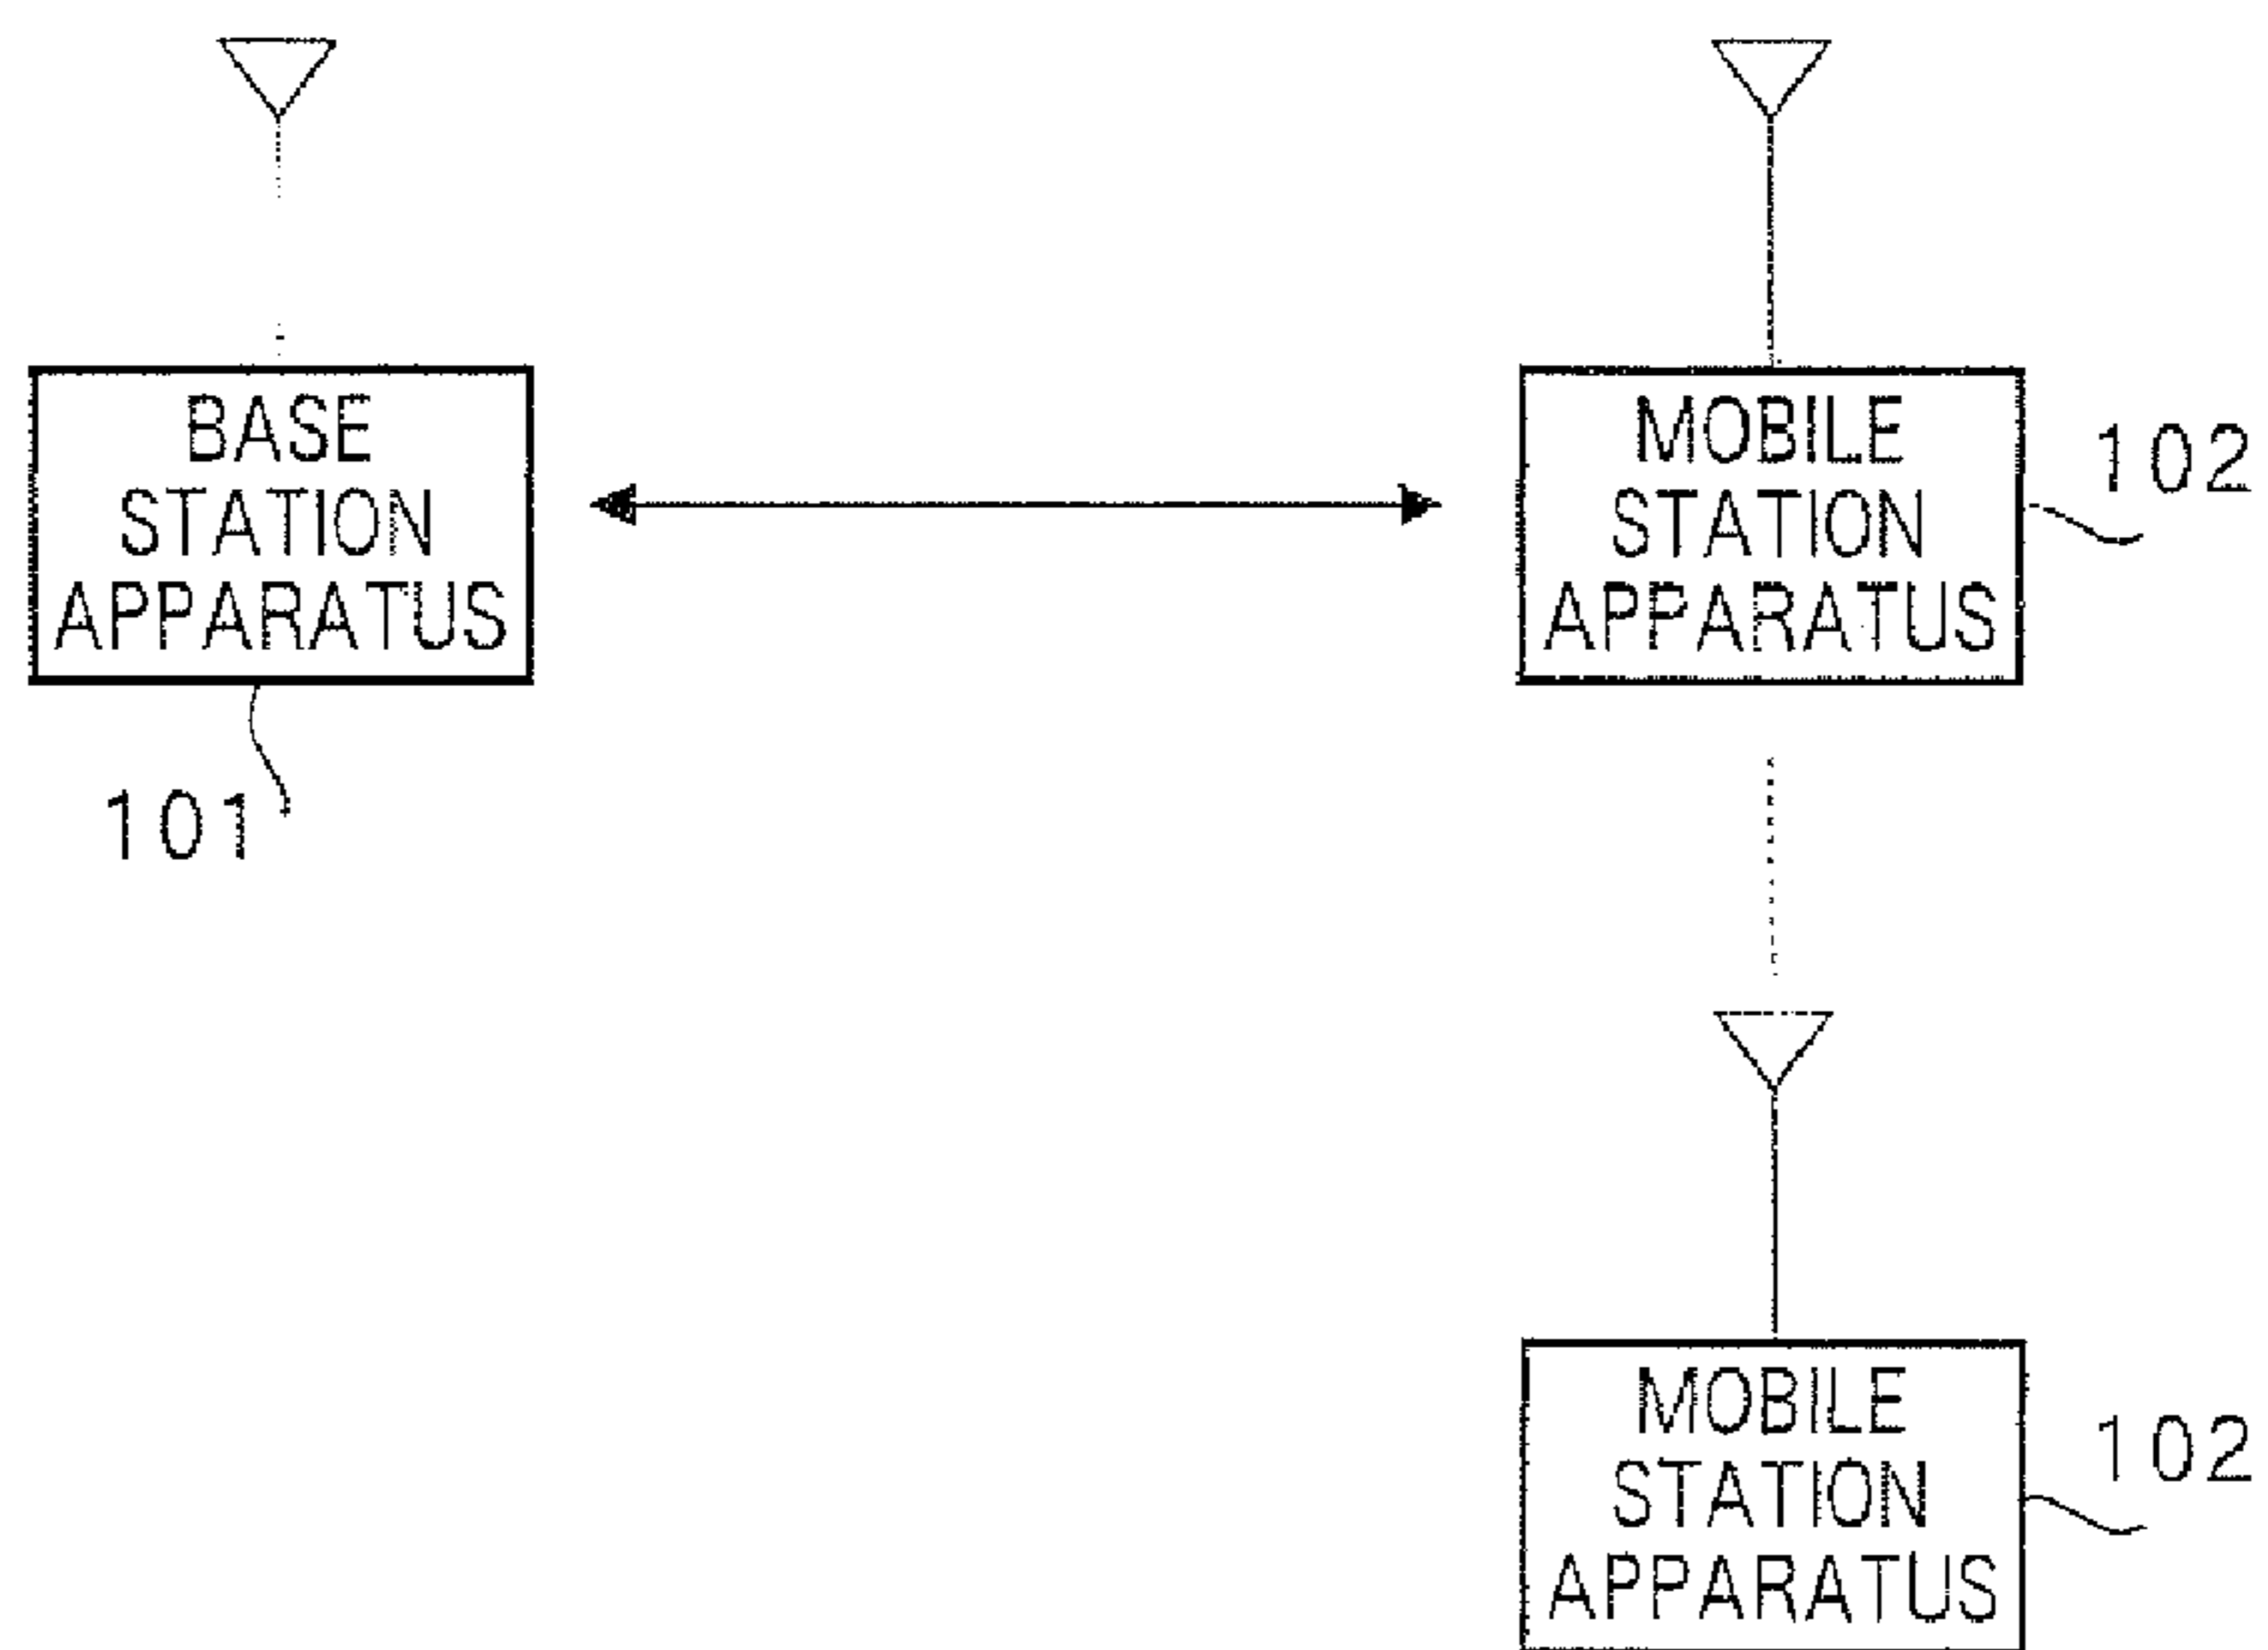 BASE
STATION
APPARATUS
101
MOBILE
STATION
APPARATUS
102
MOBILE
STATION
APPARATUS
102